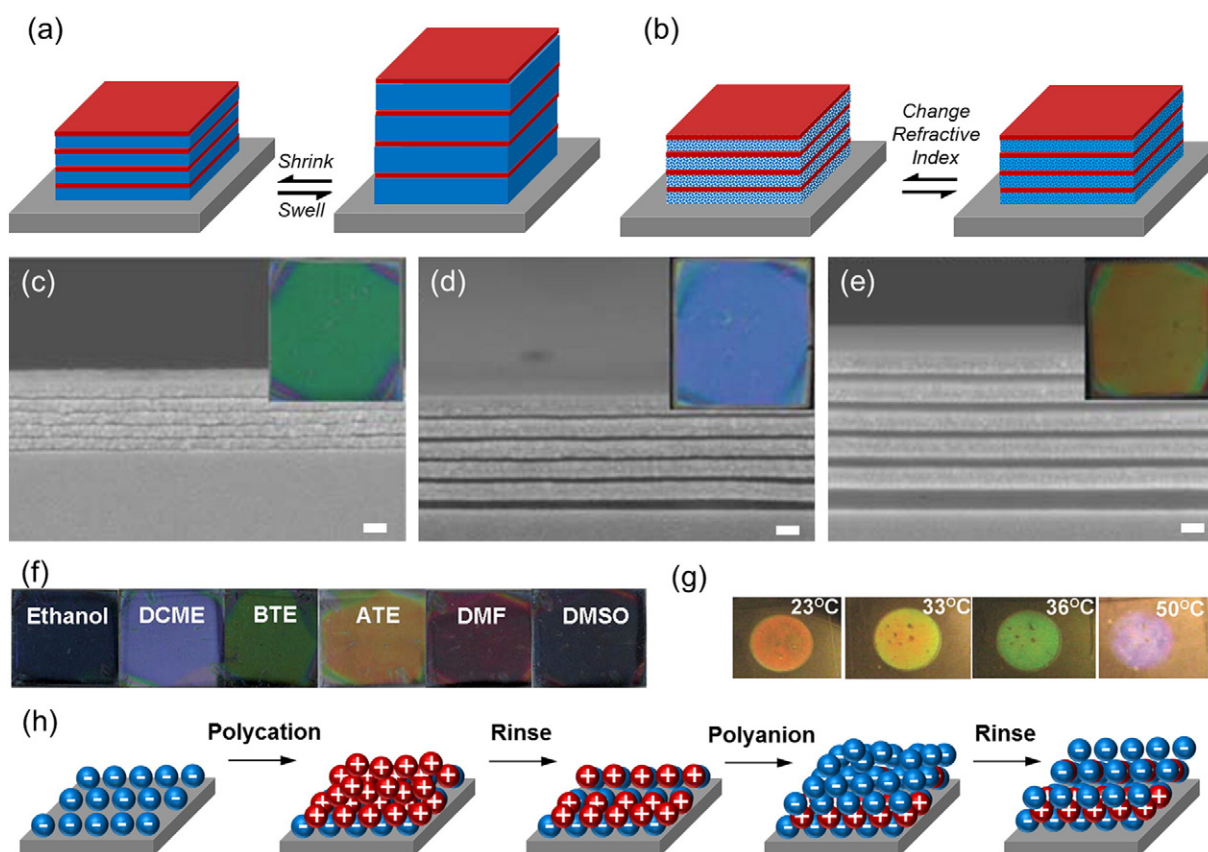 (a)
(b)
Shrink
Swell
Change
Refractive
Index
(c)
(d)
(e)
(f)
Ethanol
DCME
BTE
ATE
DMF
DMSO
(g)
23°C
33°C
36°C
50°C
(h)
Polycation
Rinse
Polyanion
Rinse